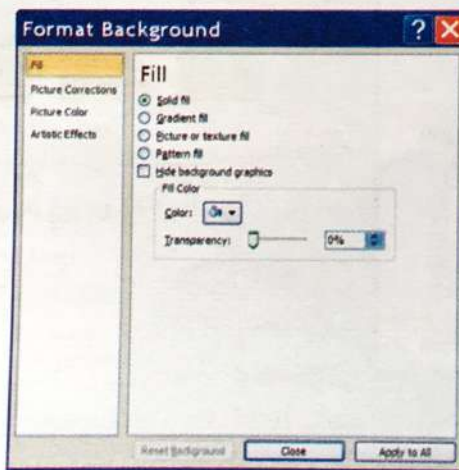 Format Background
Fill
Picture Corrections
Picture Color
Artistic Effects
Fill
Solid fill
Gradient fill
Picture or texture fill
Pattern fill
Hide background graphics
Fill Color
Color:
Transparency: 0%
Reset Background Close Apply to All